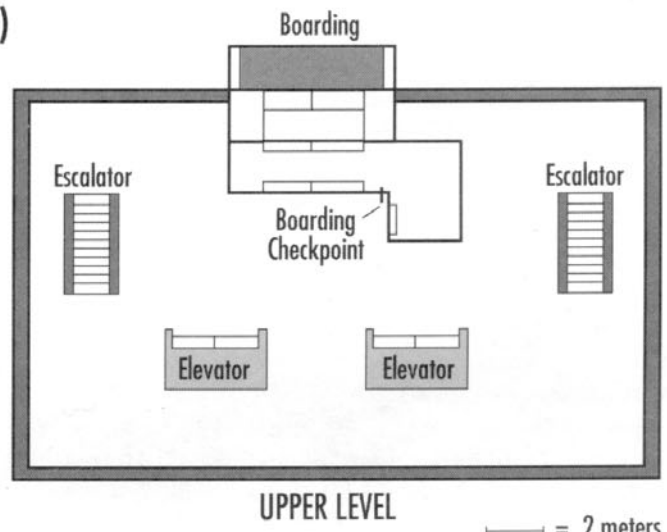 )
Boarding
Escalator
Escalator
Boarding
Checkpoint
Elevator
Elevator
UPPER LEVEL
= 2 meters